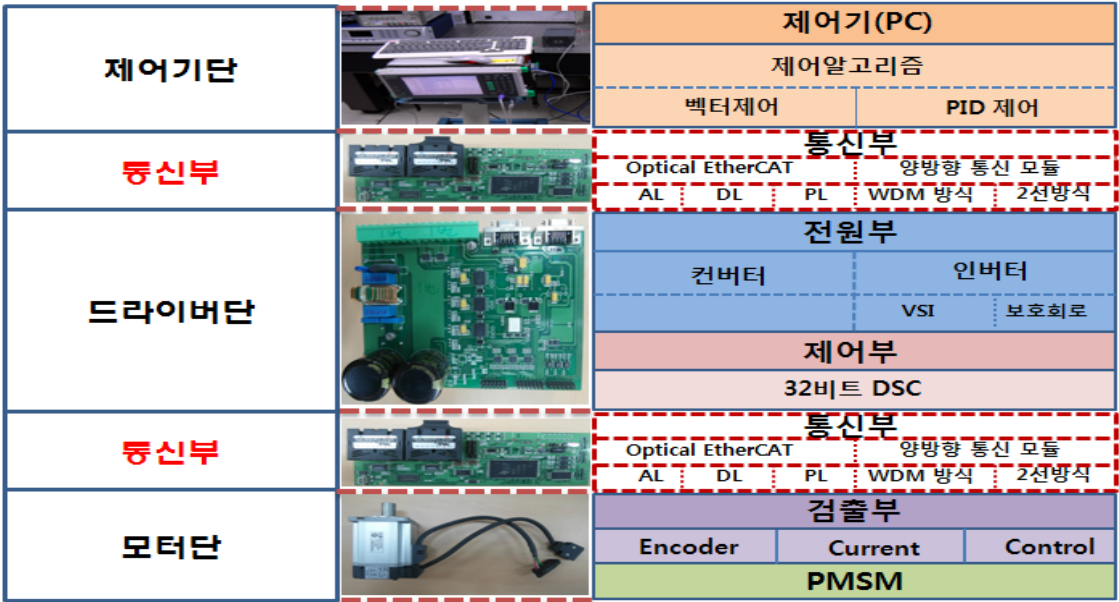 제어기단
제어기(PC)
제어알고리즘
벡터제어 PID 제어
통신부
통신부
Optical EtherCAT 양방향 통신 모듈
AL DL PL WDM 방식 2선방식
드라이버단
전원부
컨버터 인버터
VSI 보호회로
제어부
32비트 DSC
통신부
통신부
Optical EtherCAT 양방향 통신 모듈
AL DL PL WDM 방식 2선방식
모터단
검출부
Encoder Current Control
PMSM